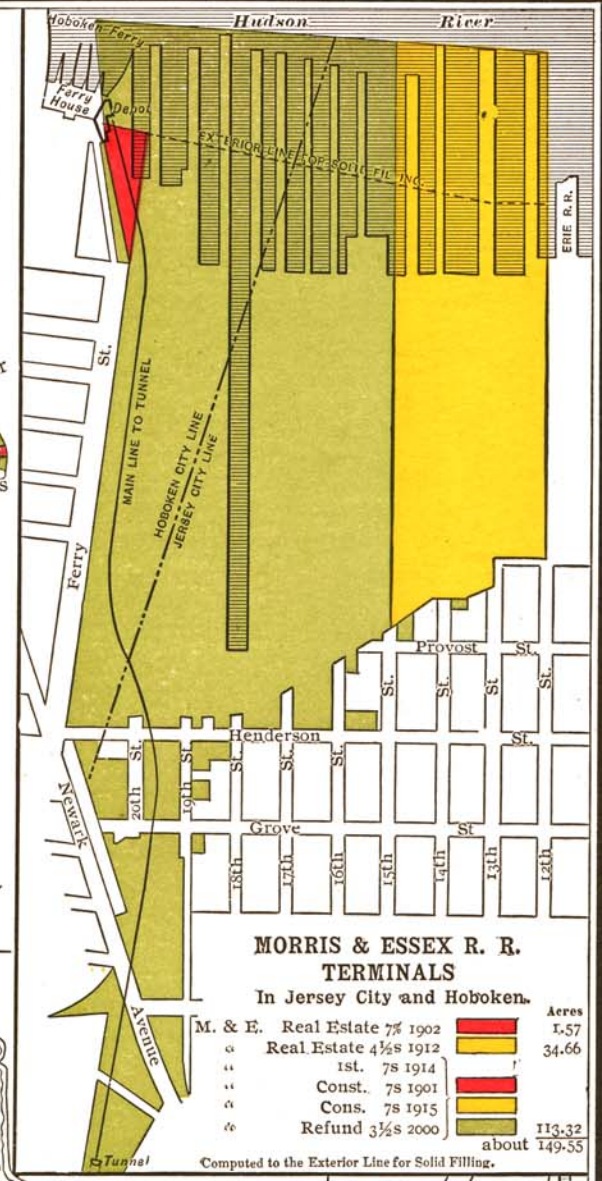 Hudson River
Hoboken Ferry
Ferry House
Depot
EXTERIOR LINE FOR SOLID FILLING.
ERIE R.R.
St.
MAIN LINE TO TUNNEL
HOBOKEN CITY LINE
JERSEY CITY LINE
Ferry
Provost St.
St.
St.
St
St.
Henderson St.
St.
St
St.
St.
St.
Newark
20th
19th
Grove St
18th
17th
16th
15th
14th
13th
12th
Avenue
Tunnel
MORRIS & ESSEX R. R.
TERMINALS
In Jersey City and Hoboken.
Acres
M. & E. Real Estate 7% 1902 1.57
" Real Estate 4½s 1912 34.66
" 1st. 7s 1914
" Const. 7s 1901
" Cons. 7s 1915
" Refund 3½s 2000 113.32
about 149.55
Computed to the Exterior Line for Solid Filling.